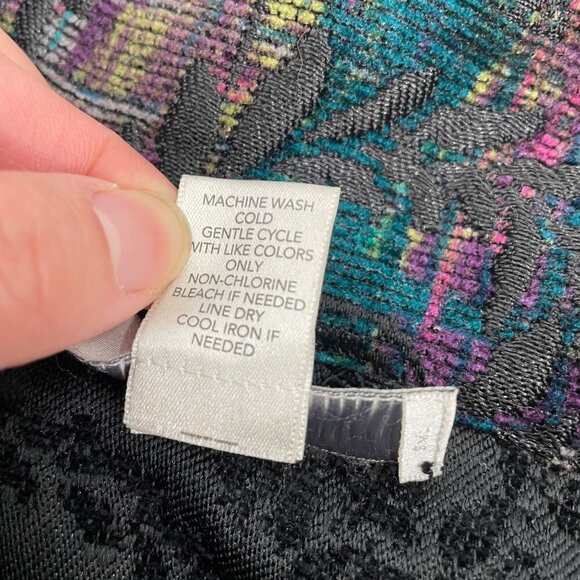 MACHINE WASH
COLD
GENTLE CYCLE
WITH LIKE COLORS
ONLY
NON-CHLORINE
BLEACH IF NEEDED
LINE DRY
COOL IRON IF
NEEDED